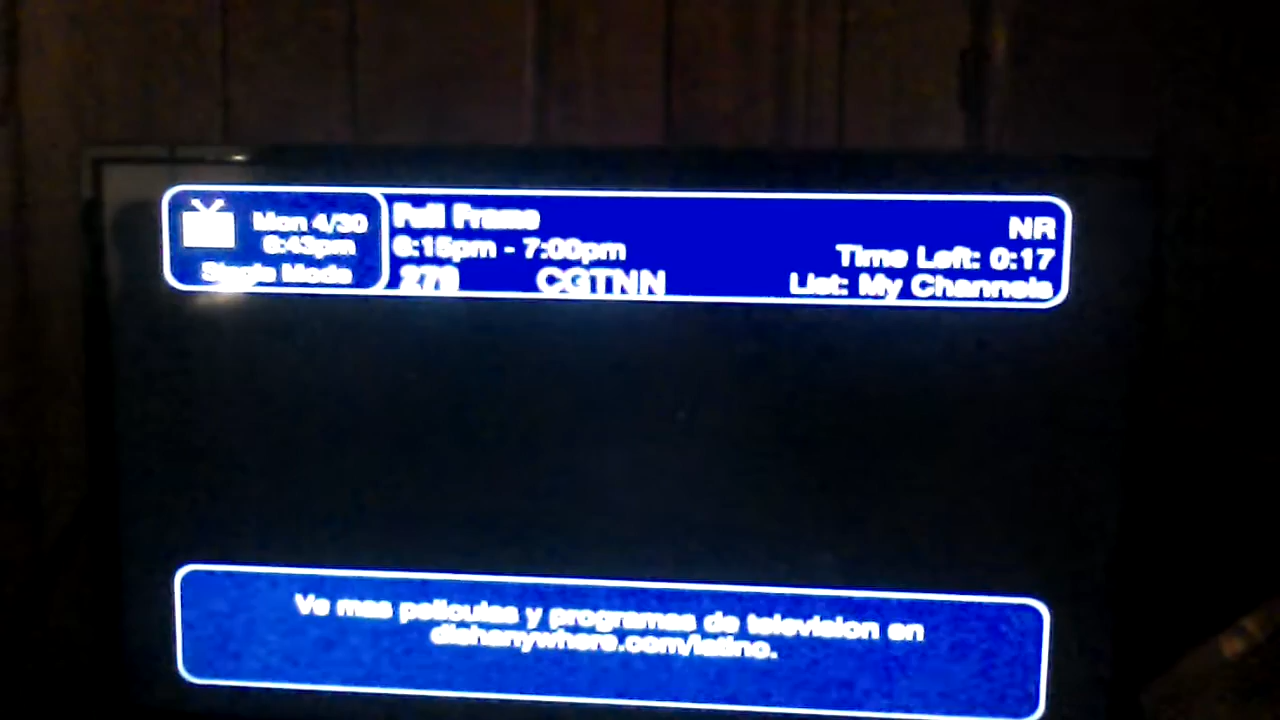 Mon 4/30
6:43pm
Single Mode
Full Frame
6:15pm - 7:00pm
279 CGTNN
NR
Time Left: 0:17
List: My Channels
Ve mas peliculas y programas de television en
dishanywhere.com/latino.